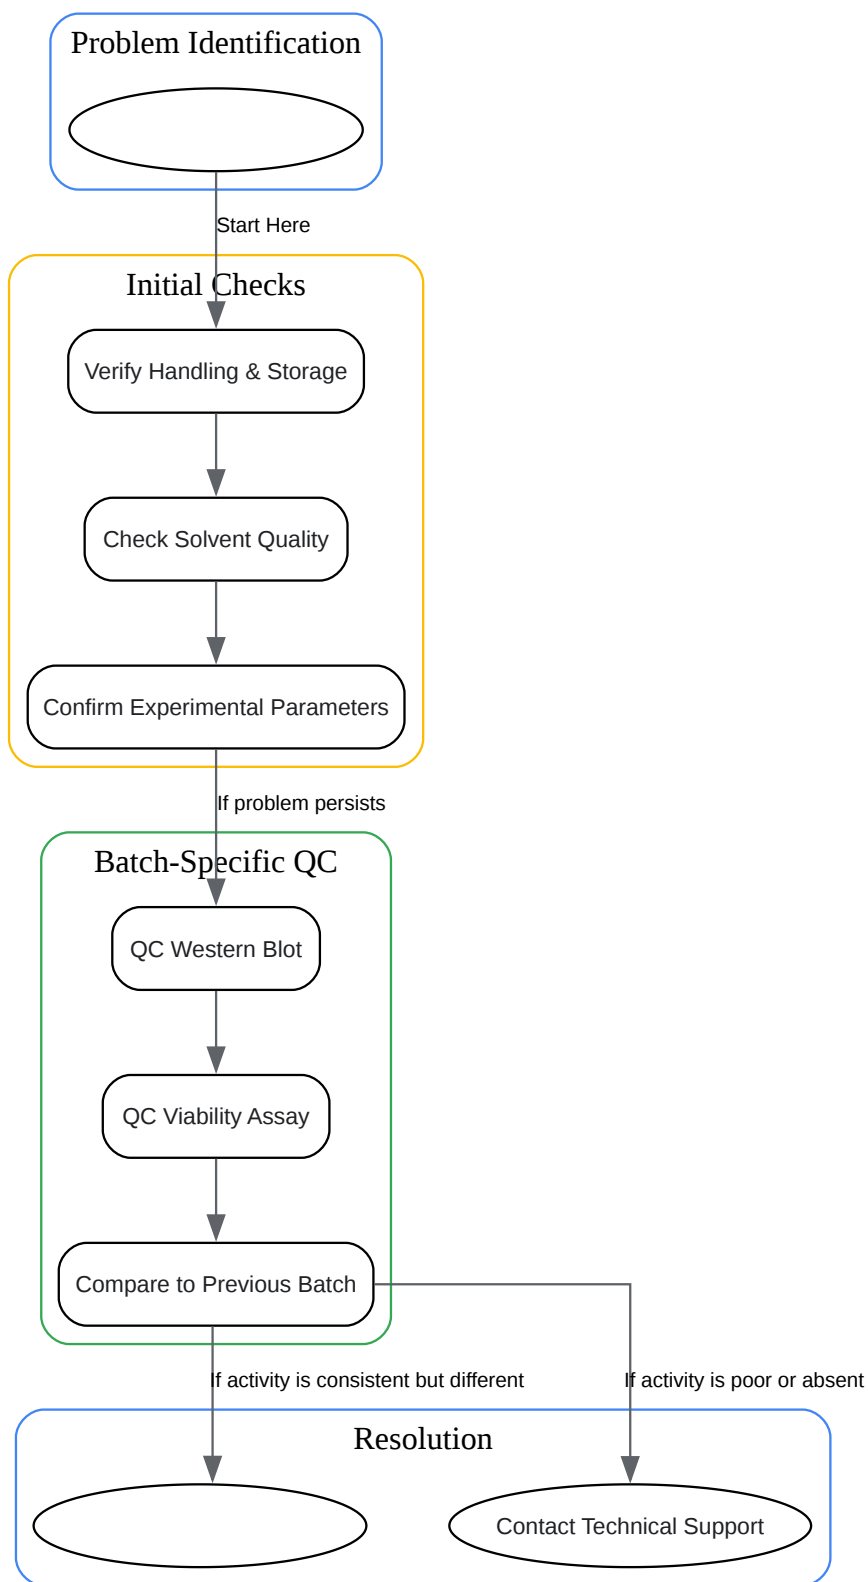 Problem Identification
Start Here
Initial Checks
Verify Handling & Storage
Check Solvent Quality
Confirm Experimental Parameters
If problem persists
Batch-Specific QC
QC Western Blot
QC Viability Assay
Compare to Previous Batch
If activity is consistent but different
If activity is poor or absent
Resolution
Contact Technical Support